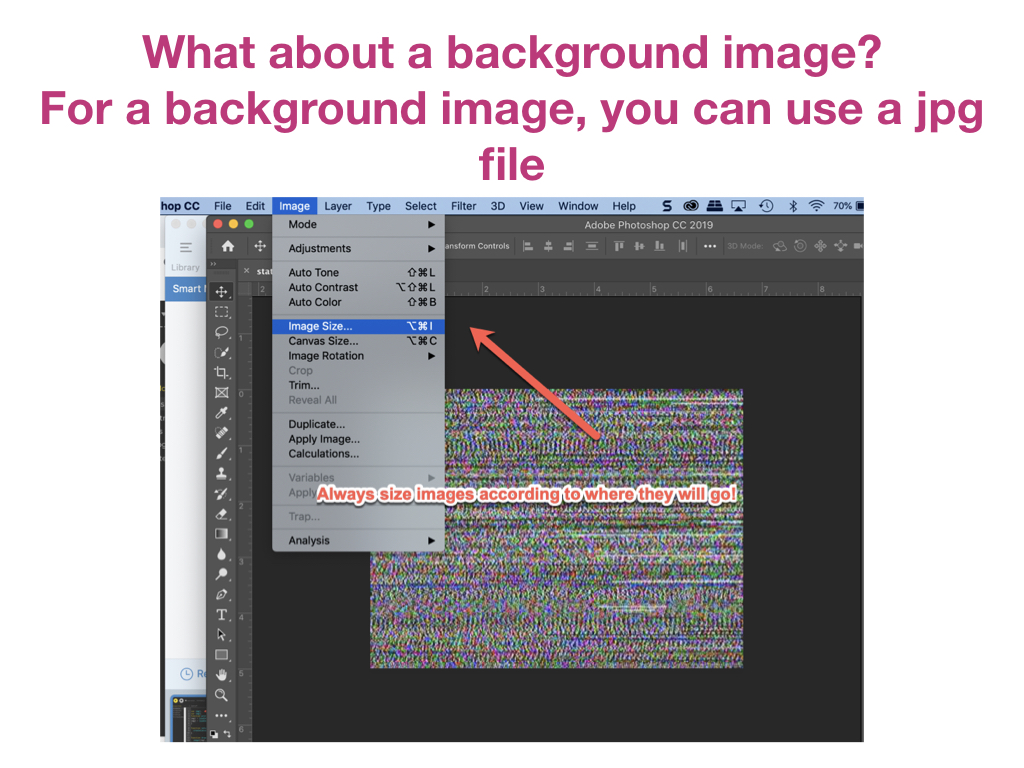 What about a background image?
For a background image, you can use a jpg
file
hop CC File Edit Image Layer Type Select Filter 3D View Window Help 70%
Adobe Photoshop CC 2019
Mode
Adjustments
Auto Tone ⇧⌘L
Auto Contrast ⌥⇧⌘L
Auto Color ⇧⌘B
Image Size... ⌥⌘I
Canvas Size... ⌥⌘C
Image Rotation
Crop
Trim...
Reveal All
Duplicate...
Apply Image...
Calculations...
Variables
Apply
Trap...
Analysis
ansform Controls
3D Mode:
Library
Smart
stat
2 2 3 4 5 6 7 8
0
1
2
3
4
5
6
Always size images according to where they will go!